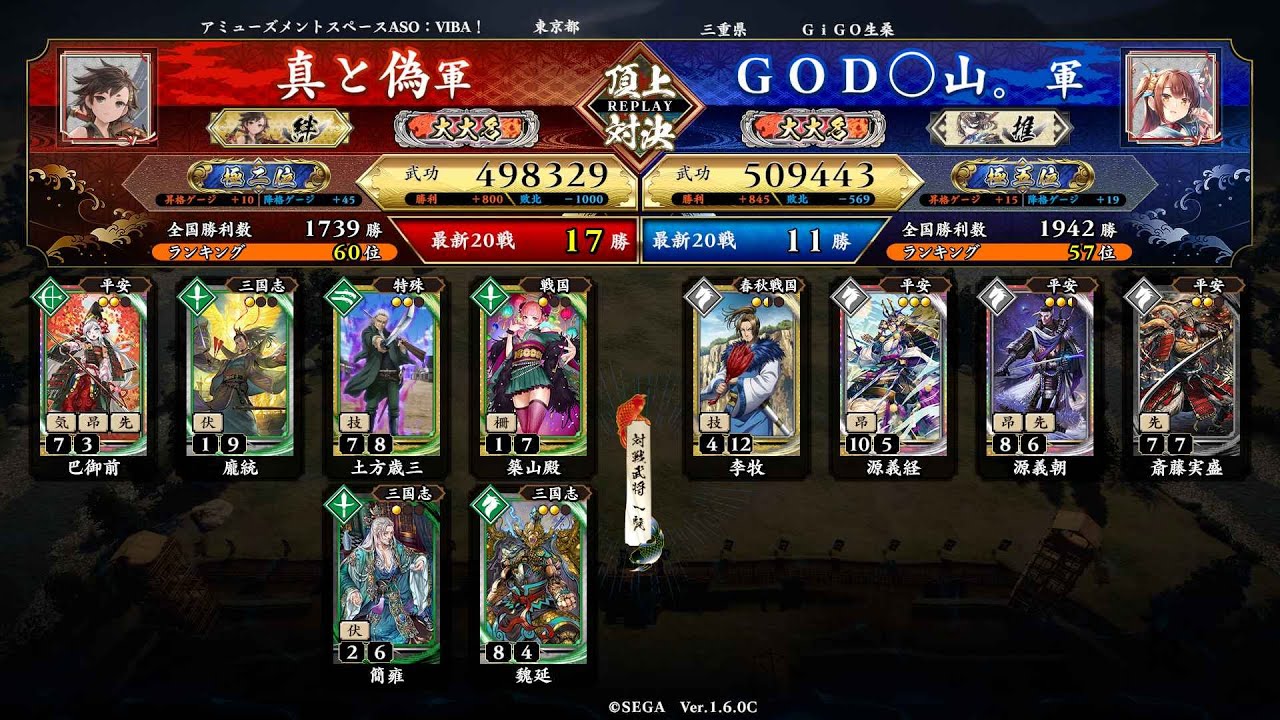 アミューズメントスペースASO：VIBA！ 東京都 三重県 GiGO生桑
真と偽軍
頂上
REPLAY
対決
GOD◯山。軍
絆
大大名
大大名
推
極二位
昇格ゲージ +10 降格ゲージ +45
武功 498329
勝利 +800 敗北 -1000
武功 509443
勝利 +845 敗北 -569
極五位
昇格ゲージ +15 降格ゲージ +19
全国勝利数 1739勝
ランキング 60位
最新20戦 17勝
最新20戦 11勝
全国勝利数 1942勝
ランキング 57位
平安
気 昂 先
7 3
巴御前
三国志
伏
1 9
龐統
特殊
技
7 8
土方歳三
戦国
柵
1 7
築山殿
春秋戦国
技
4 12
李牧
平安
昂
10 5
源義経
平安
昂 先
8 6
源義朝
平安
先
7 7
斎藤実盛
対戦武将一覧
三国志
伏
2 6
簡雍
三国志
8 4
魏延
©SEGA Ver.1.6.0C